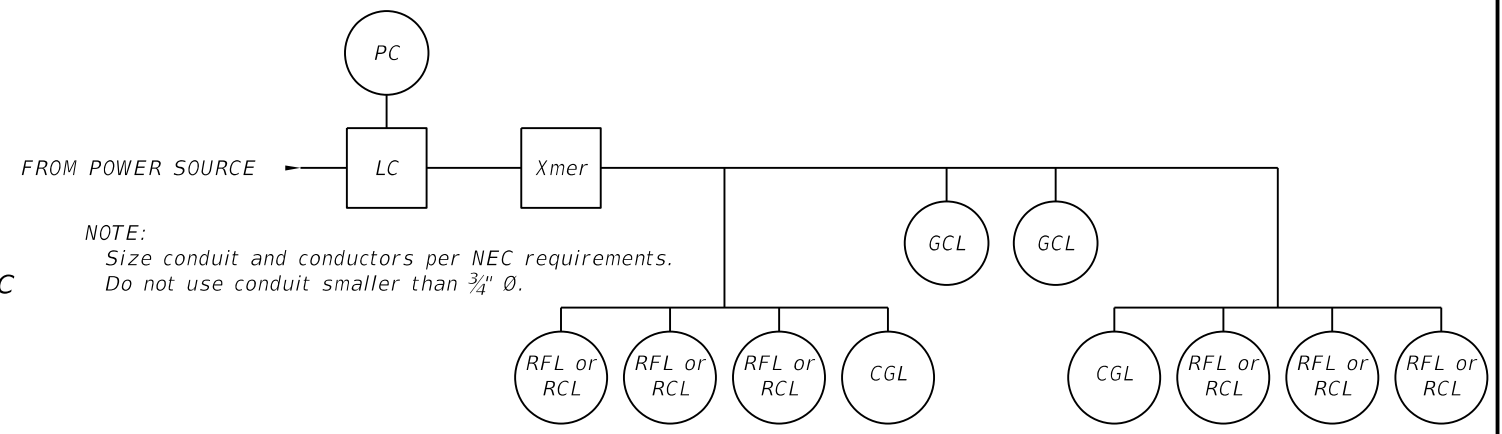 PC
FROM POWER SOURCE
LC
Xmer
NOTE:
Size conduit and conductors per NEC requirements.
Do not use conduit smaller than ¾" Ø.
C
GCL
GCL
RFL or
RCL
RFL or
RCL
RFL or
RCL
CGL
CGL
RFL or
RCL
RFL or
RCL
RFL or
RCL